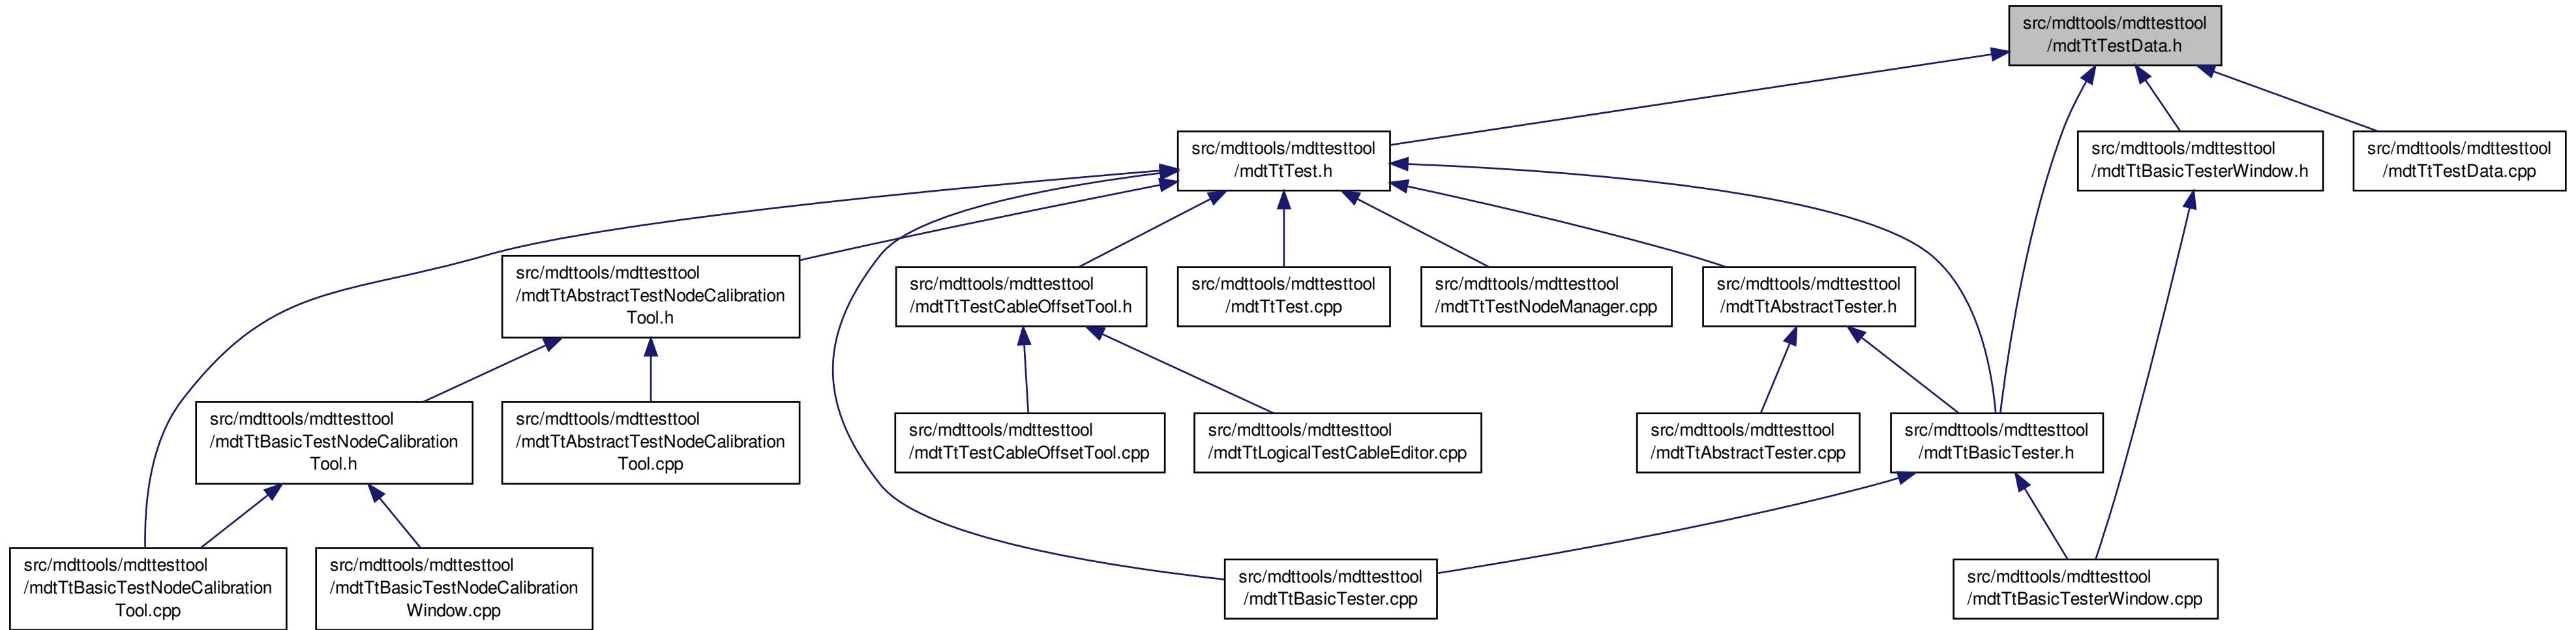 src/mdttools/mdttesttool
/mdtTtTestData.h
src/mdttools/mdttesttool
/mdtTtTest.h
src/mdttools/mdttesttool
/mdtTtBasicTesterWindow.h
src/mdttools/mdttesttool
/mdtTtTestData.cpp
src/mdttools/mdttesttool
/mdtTtAbstractTestNodeCalibration
Tool.h
src/mdttools/mdttesttool
/mdtTtTestCableOffsetTool.h
src/mdttools/mdttesttool
/mdtTtTest.cpp
src/mdttools/mdttesttool
/mdtTtTestNodeManager.cpp
src/mdttools/mdttesttool
/mdtTtAbstractTester.h
src/mdttools/mdttesttool
/mdtTtBasicTestNodeCalibration
Tool.h
src/mdttools/mdttesttool
/mdtTtAbstractTestNodeCalibration
Tool.cpp
src/mdttools/mdttesttool
/mdtTtTestCableOffsetTool.cpp
src/mdttools/mdttesttool
/mdtTtLogicalTestCableEditor.cpp
src/mdttools/mdttesttool
/mdtTtAbstractTester.cpp
src/mdttools/mdttesttool
/mdtTtBasicTester.h
src/mdttools/mdttesttool
/mdtTtBasicTestNodeCalibration
Tool.cpp
src/mdttools/mdttesttool
/mdtTtBasicTestNodeCalibration
Window.cpp
src/mdttools/mdttesttool
/mdtTtBasicTester.cpp
src/mdttools/mdttesttool
/mdtTtBasicTesterWindow.cpp